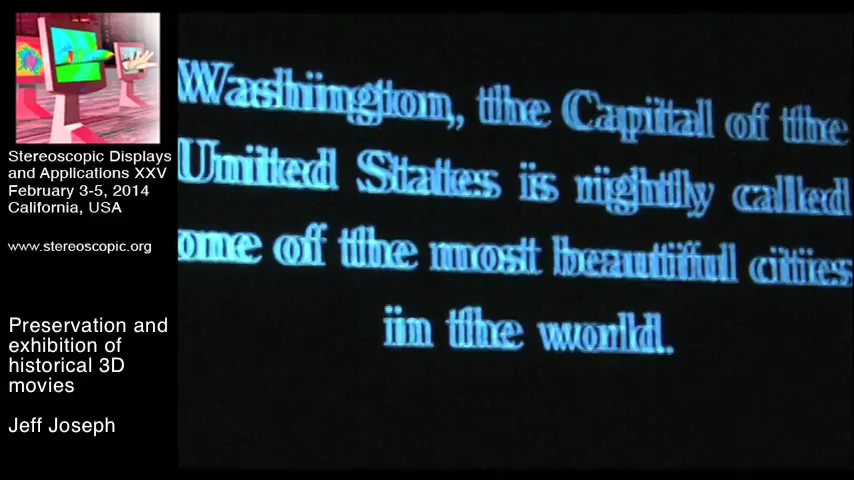 Stereoscopic Displays
and Applications XXV
February 3-5, 2014
California, USA
www.stereoscopic.org
Preservation and
exhibition of
historical 3D
movies
Jeff Joseph
Washington, the Capital of the
United States is rightly called
one of the most beautiful cities
in the world.